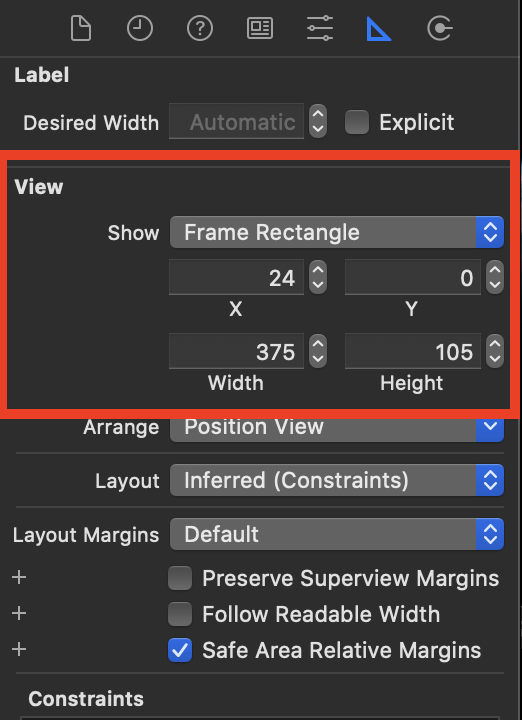 ?
Label
Desired Width Automatic Explicit
View
Show Frame Rectangle
24 0
X Y
375 105
Width Height
Arrange Position View
Layout Inferred (Constraints)
Layout Margins Default
+ Preserve Superview Margins
+ Follow Readable Width
+ Safe Area Relative Margins
Constraints